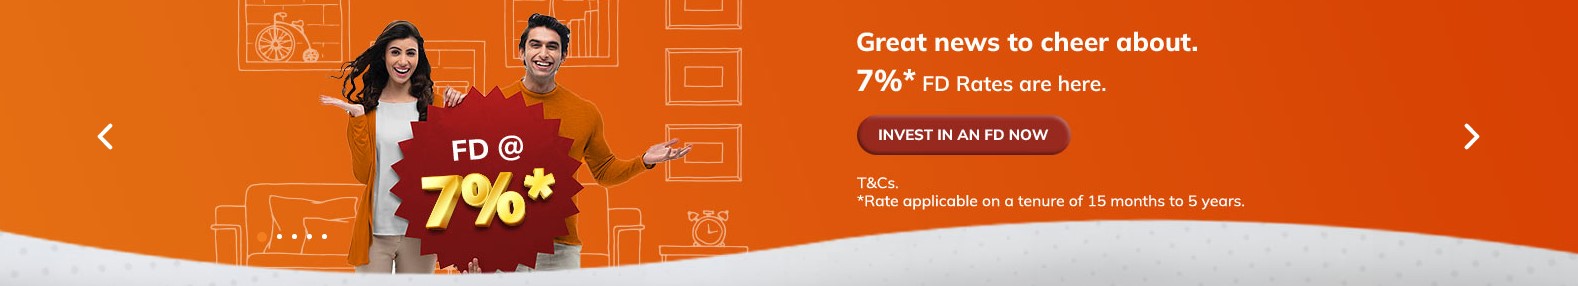 FD @
7%*
Great news to cheer about.
7%* FD Rates are here.
INVEST IN AN FD NOW
T&Cs.
*Rate applicable on a tenure of 15 months to 5 years.